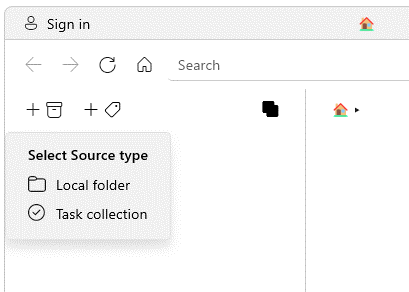 Sign in
Search
Select Source type
Local folder
Task collection